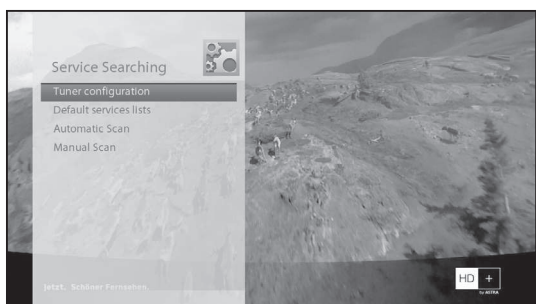 Service Searching
Tuner configuration
Default services lists
Automatic Scan
Manual Scan
Jetzt. Schöner Fernsehen.
HD +
by ASTRA